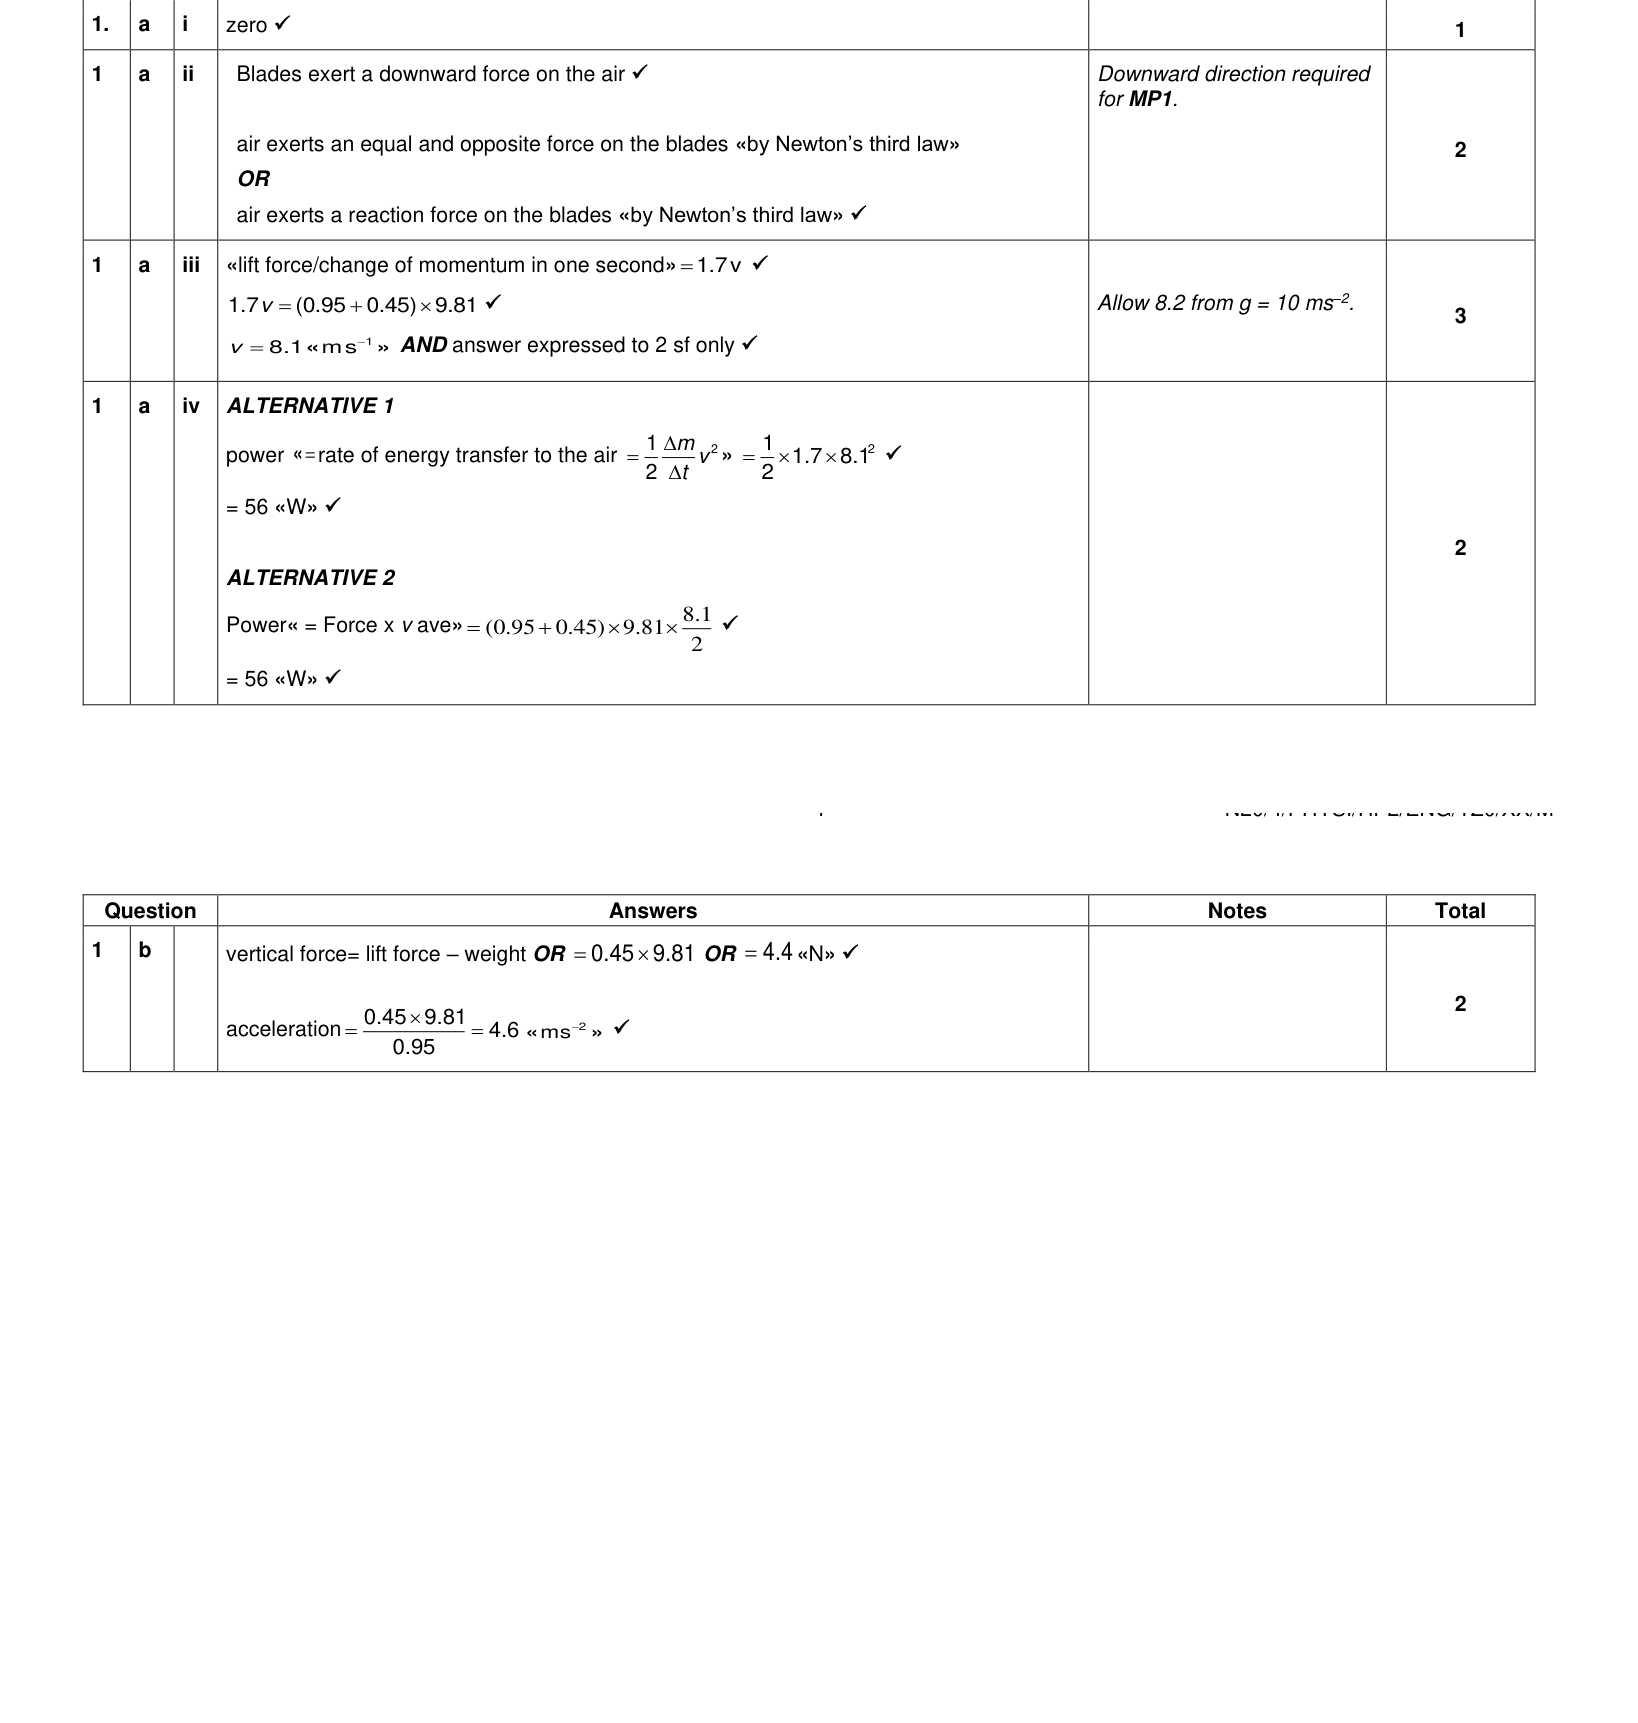 1. a i zero ✓ 1
1 a ii Blades exert a downward force on the air ✓ Downward direction required
for MP1.
2
air exerts an equal and opposite force on the blades «by Newton's third law»
OR
air exerts a reaction force on the blades «by Newton's third law» ✓
1 a iii «lift force/change of momentum in one second» = 1.7v ✓
1.7v = (0.95 + 0.45) × 9.81 ✓ Allow 8.2 from g = 10 ms⁻². 3
v = 8.1 «ms⁻¹» AND answer expressed to 2 sf only ✓
1 a iv ALTERNATIVE 1
power «=rate of energy transfer to the air = 1/2 Δm/Δt v²» = 1/2 × 1.7 × 8.1² ✓
= 56 «W» ✓
2
ALTERNATIVE 2
Power« = Force x v ave» = (0.95 + 0.45) × 9.81 × 8.1/2 ✓
= 56 «W» ✓
Question Answers Notes Total
1 b vertical force= lift force – weight OR = 0.45 × 9.81 OR = 4.4 «N» ✓
2
acceleration = 0.45 × 9.81/0.95 = 4.6 «ms⁻²» ✓